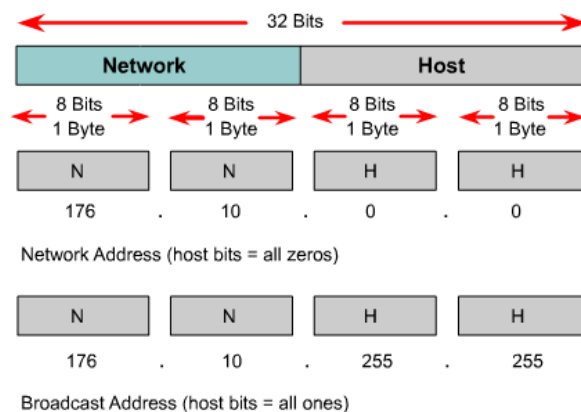 32 Bits
Network Host
8 Bits 8 Bits 8 Bits 8 Bits
1 Byte 1 Byte 1 Byte 1 Byte
N N H H
176 . 10 . 0 . 0
Network Address (host bits = all zeros)
N N H H
176 . 10 . 255 . 255
Broadcast Address (host bits = all ones)